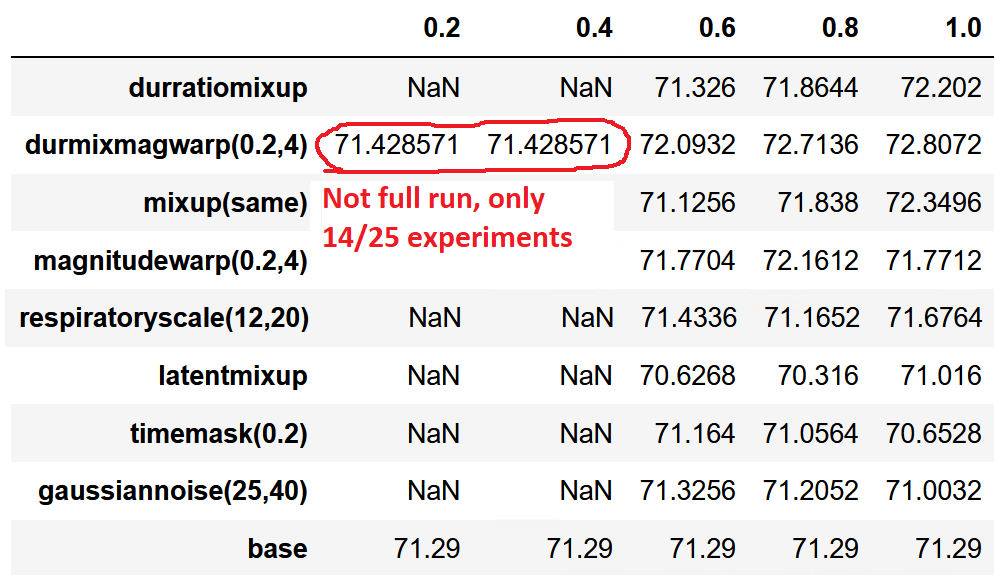 0.2 0.4 0.6 0.8 1.0
durratiomixup NaN NaN 71.326 71.8644 72.202
durmixmagwarp(0.2,4) 71.428571 71.428571 72.0932 72.7136 72.8072
mixup(same) 71.1256 71.838 72.3496
Not full run, only
14/25 experiments
magnitudewarp(0.2,4) 71.7704 72.1612 71.7712
respiratoryscale(12,20) NaN NaN 71.4336 71.1652 71.6764
latentmixup NaN NaN 70.6268 70.316 71.016
timemask(0.2) NaN NaN 71.164 71.0564 70.6528
gaussiannoise(25,40) NaN NaN 71.3256 71.2052 71.0032
base 71.29 71.29 71.29 71.29 71.29